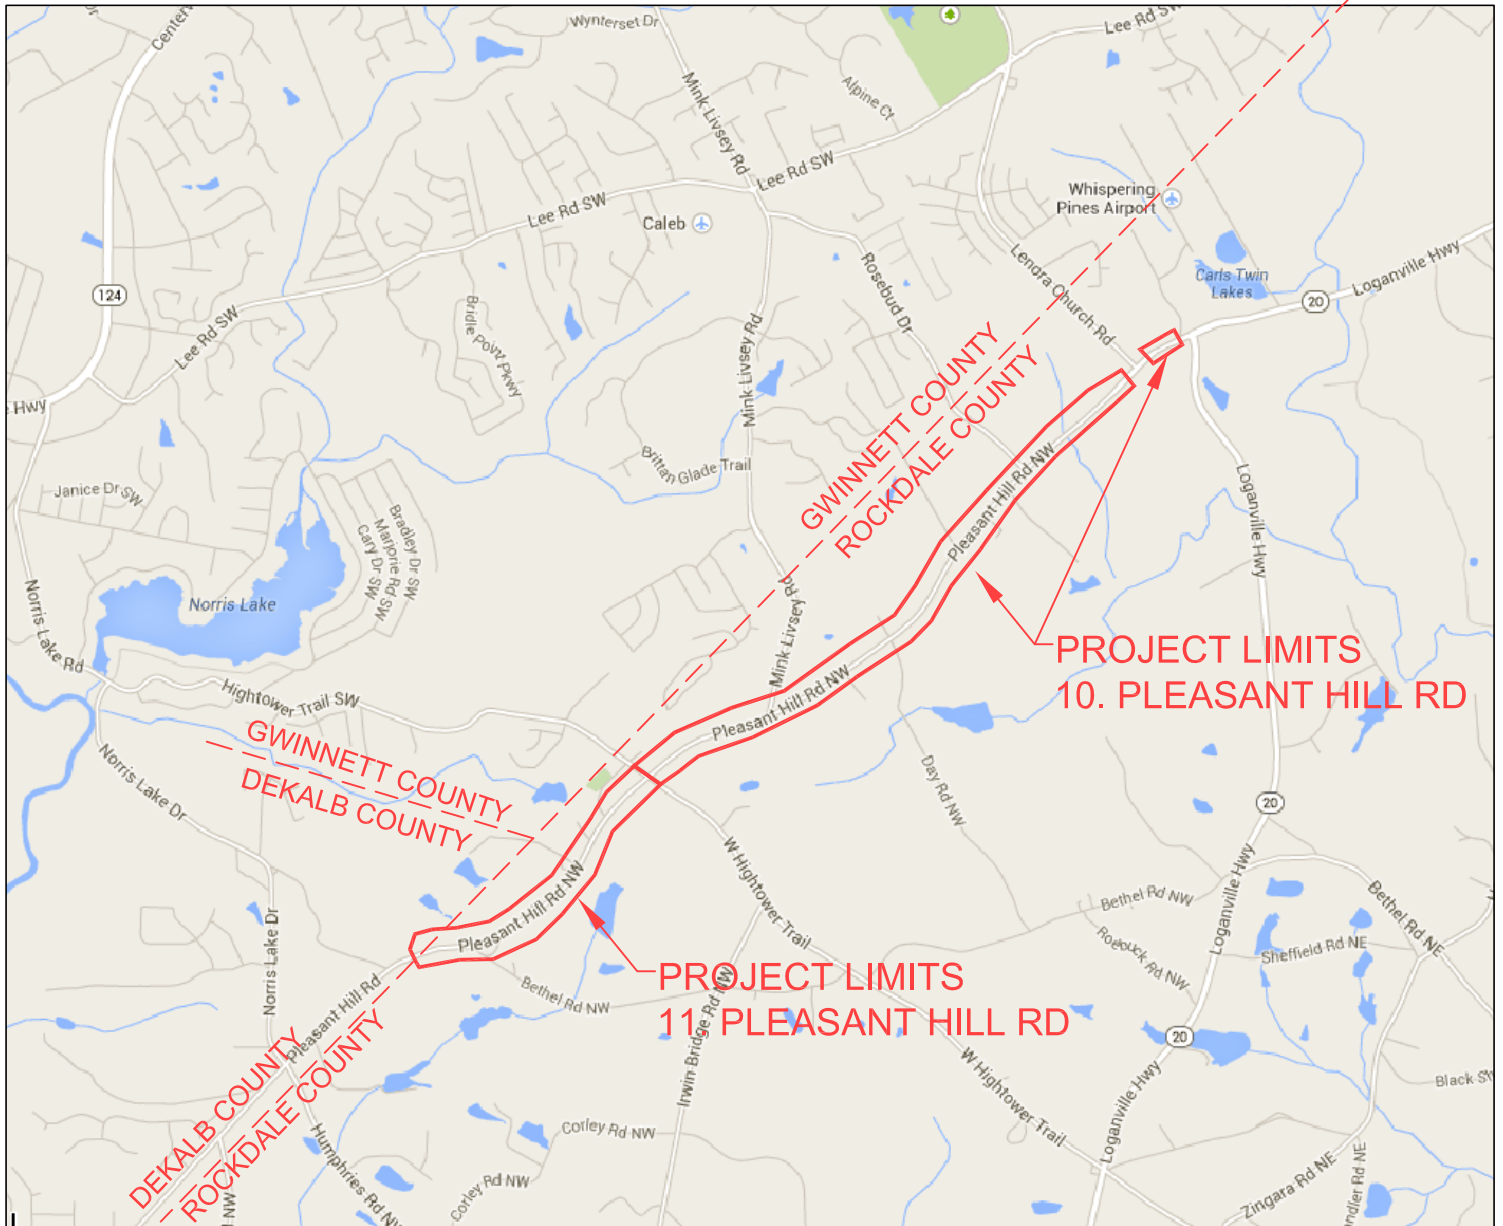 Wynterset Dr
Lee Rd SW
Mink Livsey Rd
Alpine Ct
Lee Rd SW
Whispering
Pines Airport
Lee Rd SW
Caleb
Rosebud Dr
Lenora Church Rd
Carls Twin
Lakes
Loganville Hwy
20
124
Lee Rd SW
Bridle Point Pkwy
Mink Livsey Rd
GWINNETT COUNTY
ROCKDALE COUNTY
Hwy
Brittan Glade Trail
Pleasant Hill Rd NW
Loganville Hwy
Janice Dr SW
Bradley Dr SW
Marjorie Rd SW
Cary Dr SW
Norris Lake
Norris Lake Rd
Mink Livsey Rd
PROJECT LIMITS
10. PLEASANT HILL RD
Hightower Trail SW
Pleasant Hill Rd NW
GWINNETT COUNTY
DEKALB COUNTY
Norris Lake Dr
Day Rd NW
20
W Hightower Trail
Pleasant Hill Rd NW
Bethel Rd NW
Loganville Hwy
Bethel Rd NE
Roebuck Rd NW
Sheffield Rd NE
Norris Lake Dr
Pleasant Hill Rd
Bethel Rd NW
PROJECT LIMITS
11. PLEASANT HILL RD
Irwin Bridge Rd NW
20
W Hightower Trail
Loganville Hwy
Black
DEKALB COUNTY
ROCKDALE COUNTY
Humphries Rd NW
Corley Rd NW
Corley Rd NW
NW
Zingara Rd NE
Rd NE